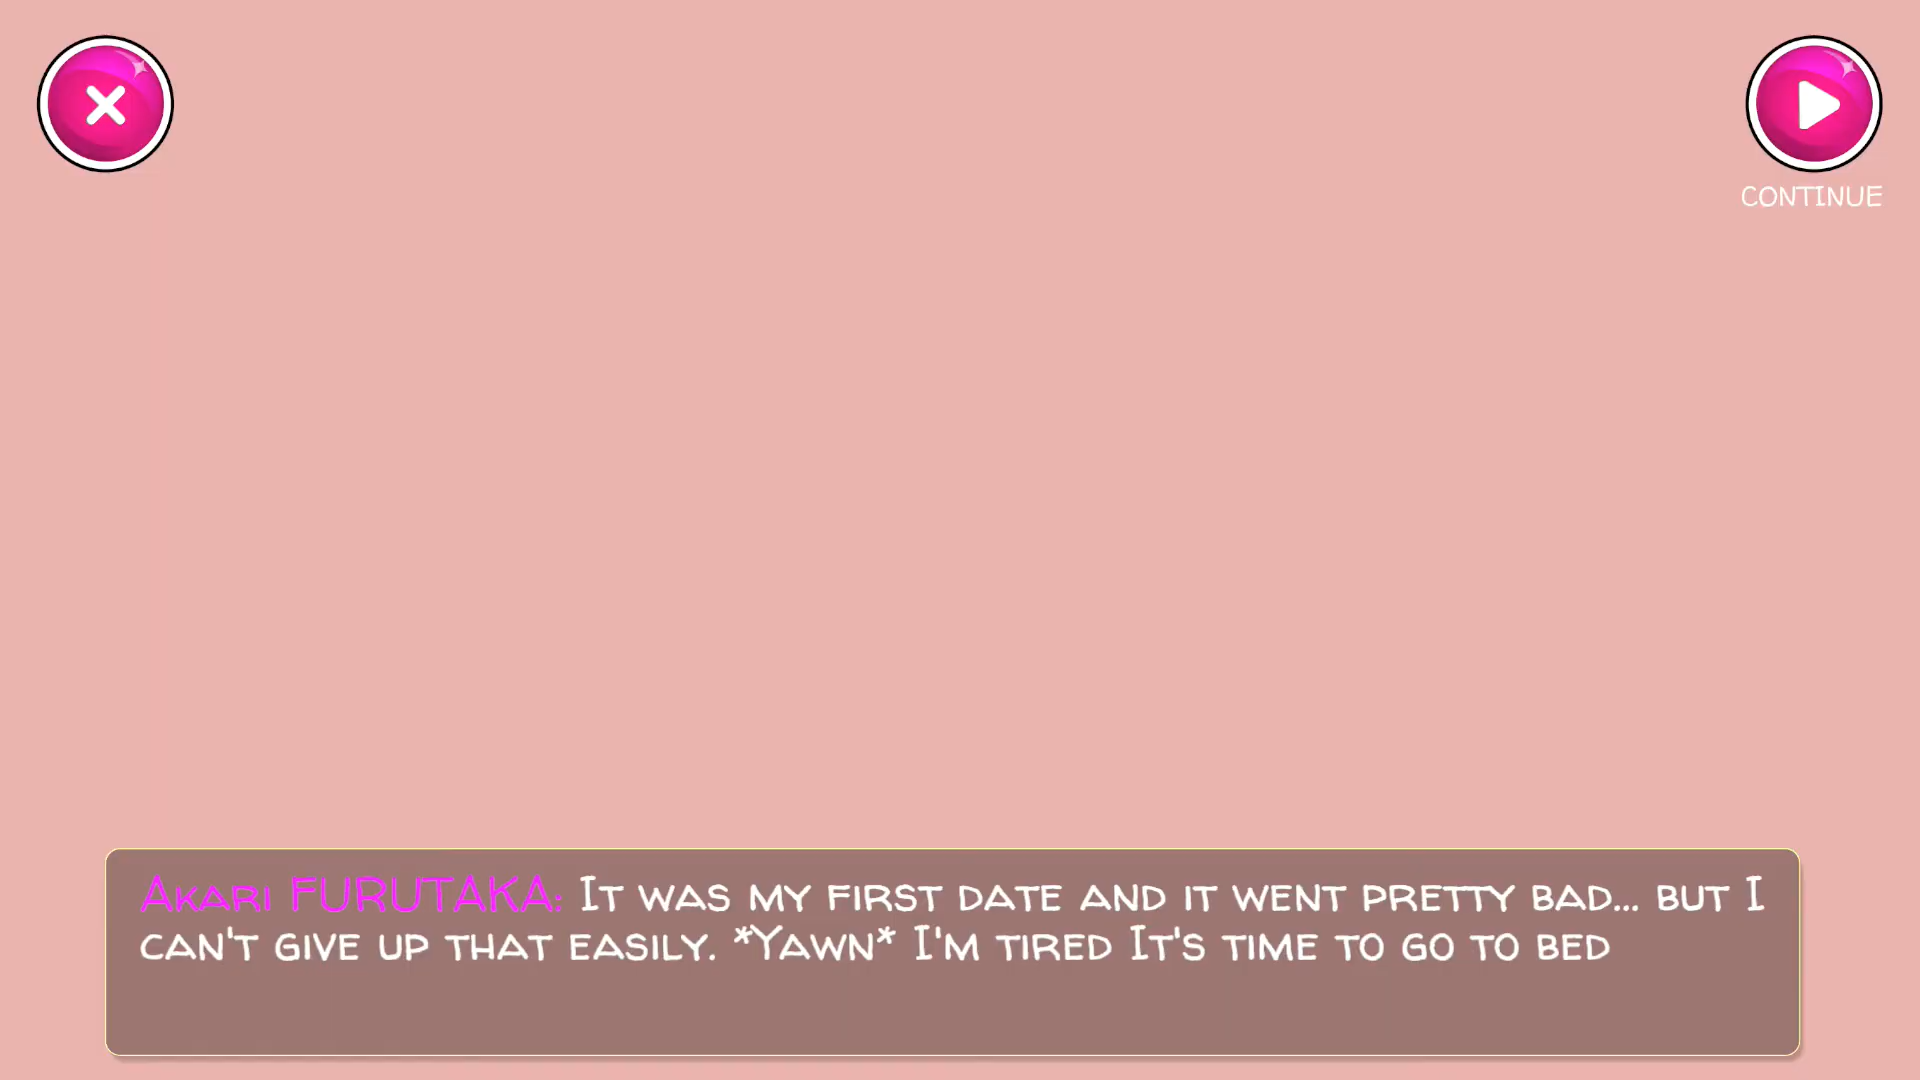 CONTINUE
Akari FURUTAKA: It was my first date and it went pretty bad... but I
can't give up that easily. *Yawn* I'm tired It's time to go to bed